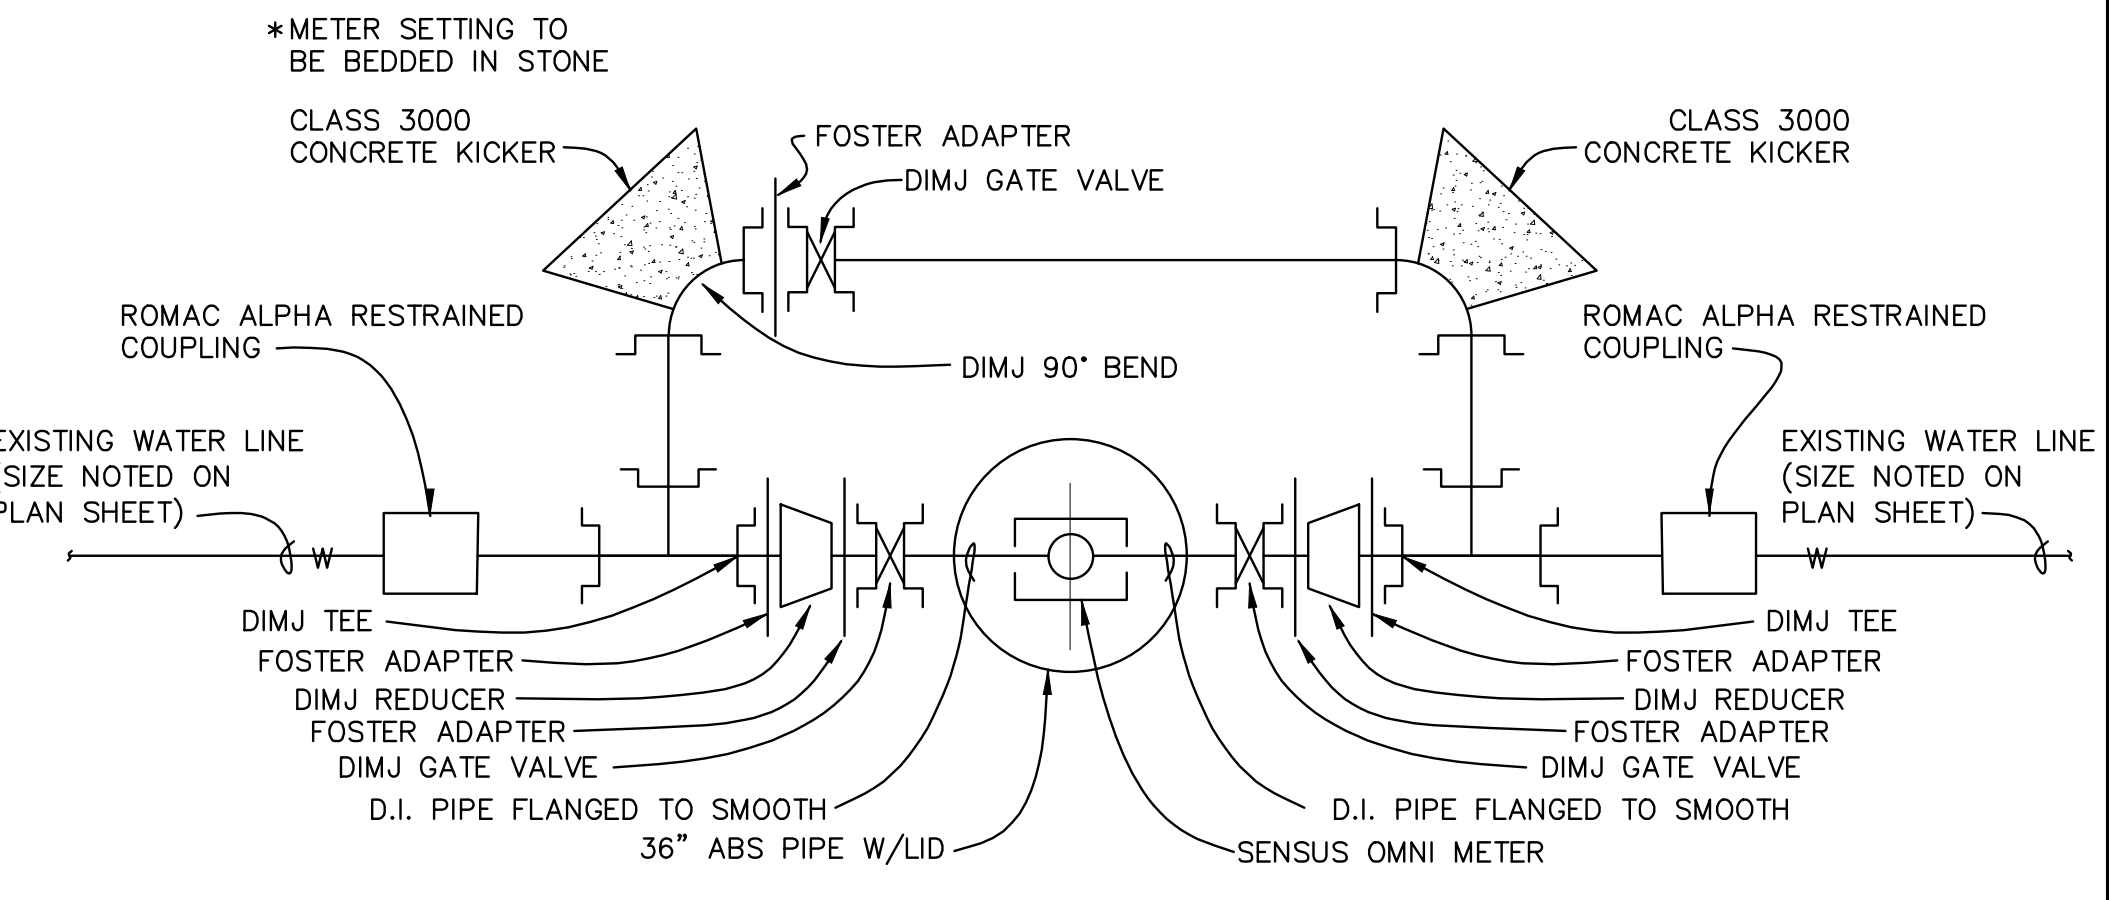 *METER SETTING TO
BE BEDDED IN STONE
CLASS 3000
CONCRETE KICKER
FOSTER ADAPTER
DIMJ GATE VALVE
CLASS 3000
CONCRETE KICKER
ROMAC ALPHA RESTRAINED
COUPLING
DIMJ 90° BEND
ROMAC ALPHA RESTRAINED
COUPLING
EXISTING WATER LINE
(SIZE NOTED ON
PLAN SHEET)
W
EXISTING WATER LINE
(SIZE NOTED ON
PLAN SHEET)
W
DIMJ TEE
FOSTER ADAPTER
DIMJ REDUCER
FOSTER ADAPTER
DIMJ GATE VALVE
D.I. PIPE FLANGED TO SMOOTH
36" ABS PIPE W/LID
DIMJ TEE
FOSTER ADAPTER
DIMJ REDUCER
FOSTER ADAPTER
DIMJ GATE VALVE
D.I. PIPE FLANGED TO SMOOTH
SENSUS OMNI METER